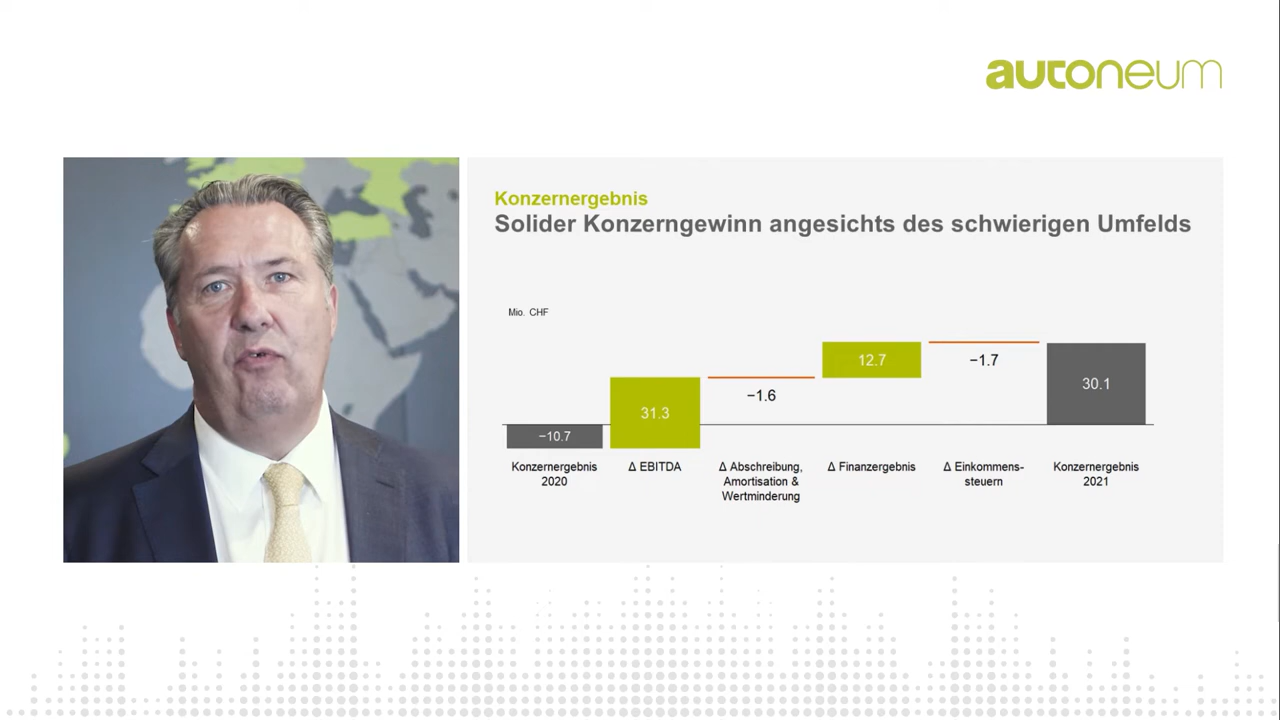 autoneum
Konzernergebnis
Solider Konzerngewinn angesichts des schwierigen Umfelds
Mio. CHF
−10.7
31.3
−1.6
12.7
−1.7
30.1
Konzernergebnis
2020
Δ EBITDA
Δ Abschreibung,
Amortisation &
Wertminderung
Δ Finanzergebnis
Δ Einkommens-
steuern
Konzernergebnis
2021